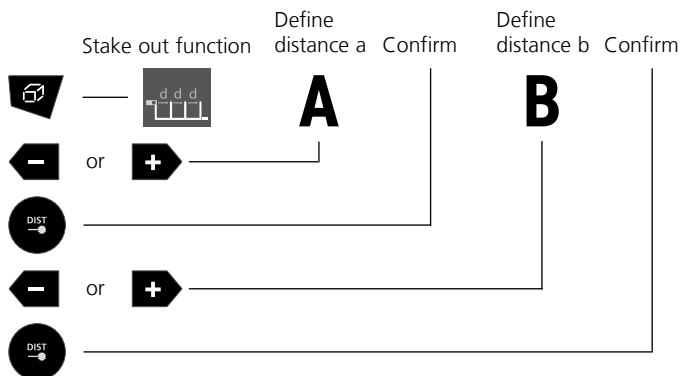 Define
distance a
Define
distance b
Stake out function
Confirm
Confirm
d d d
A
B
- or +
DIST
- or +
DIST